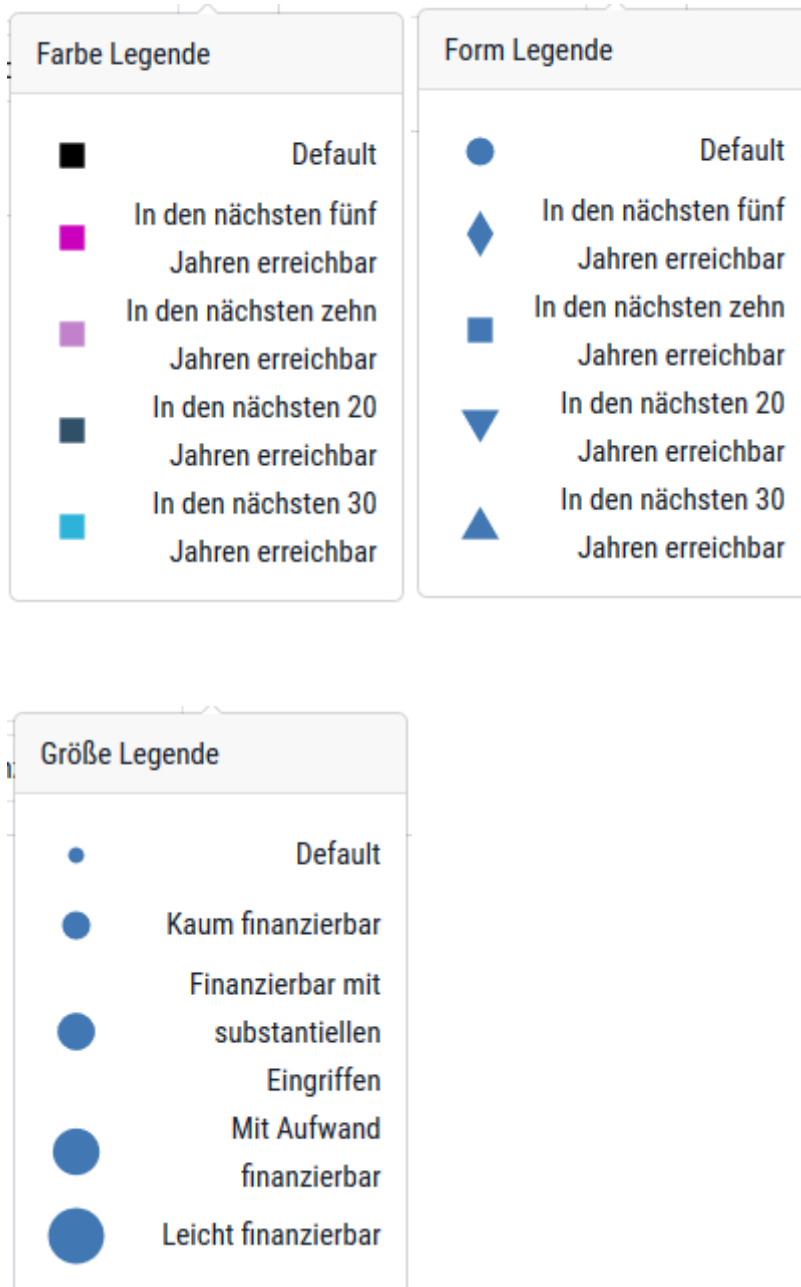 Farbe Legende
Default
In den nächsten fünf
Jahren erreichbar
In den nächsten zehn
Jahren erreichbar
In den nächsten 20
Jahren erreichbar
In den nächsten 30
Jahren erreichbar
Form Legende
Default
In den nächsten fünf
Jahren erreichbar
In den nächsten zehn
Jahren erreichbar
In den nächsten 20
Jahren erreichbar
In den nächsten 30
Jahren erreichbar
Größe Legende
Default
Kaum finanzierbar
Finanzierbar mit
substantiellen
Eingriffen
Mit Aufwand
finanzierbar
Leicht finanzierbar